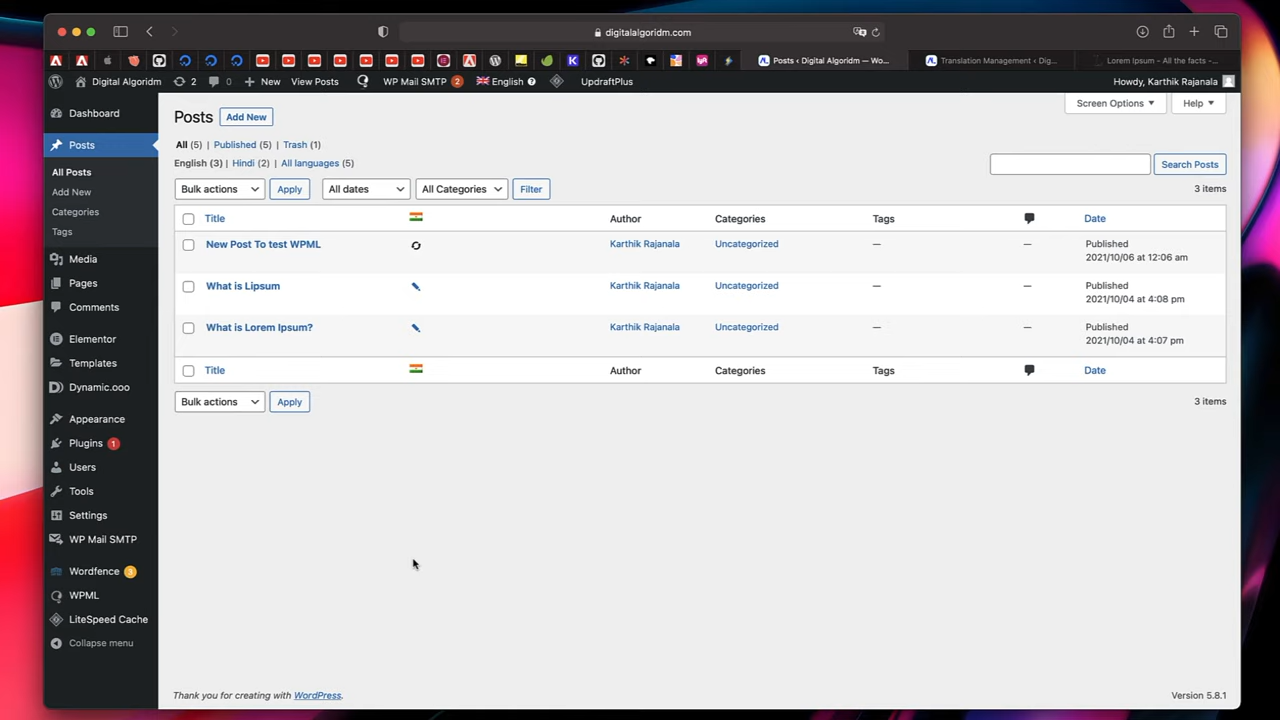 digitalalgoridm.com
Posts ‹ Digital Algoridm — Wo...
Translation Management ‹ Dig...
Lorem Ipsum - All the facts -...
Digital Algoridm
2
0
New
View Posts
WP Mail SMTP 2
English
UpdraftPlus
Howdy, Karthik Rajanala
Dashboard
Posts
All Posts
Add New
Categories
Tags
Media
Pages
Comments
Elementor
Templates
Dynamic.ooo
Appearance
Plugins 1
Users
Tools
Settings
WP Mail SMTP
Wordfence 3
WPML
LiteSpeed Cache
Collapse menu
Posts Add New
Screen Options Help
All (5) | Published (5) | Trash (1)
English (3) | Hindi (2) | All languages (5)
Search Posts
Bulk actions Apply All dates All Categories Filter
3 items
Title Author Categories Tags Date
New Post To test WPML Karthik Rajanala Uncategorized — — Published
2021/10/06 at 12:06 am
What is Lipsum Karthik Rajanala Uncategorized — — Published
2021/10/04 at 4:08 pm
What is Lorem Ipsum? Karthik Rajanala Uncategorized — — Published
2021/10/04 at 4:07 pm
Title Author Categories Tags Date
Bulk actions Apply
3 items
Thank you for creating with WordPress.
Version 5.8.1